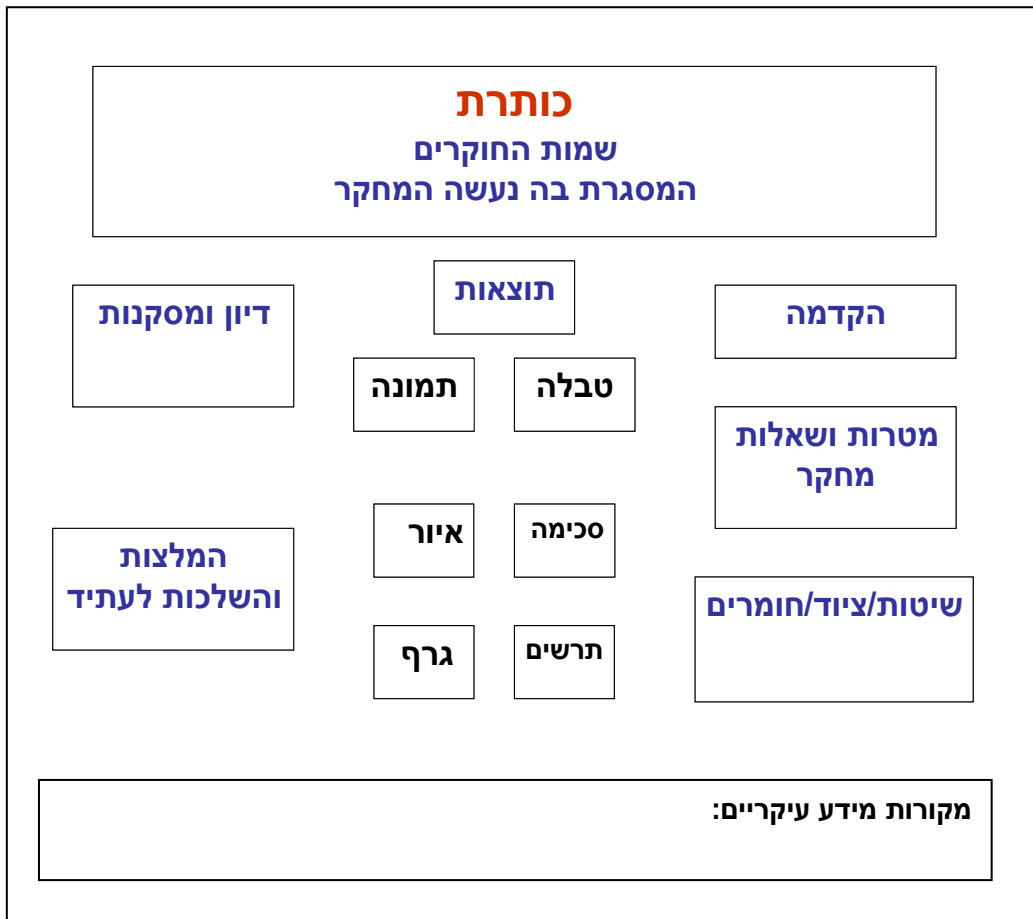 כותרת
שמות החוקרים
המסגרת בה נעשה המחקר
הקדמה
מטרות ושאלות
מחקר
שיטות/ציוד/חומרים
תוצאות
טבלה
תמונה
סכימה
איור
תרשים
גרף
דיון ומסקנות
המלצות
והשלכות לעתיד
מקורות מידע עיקריים: